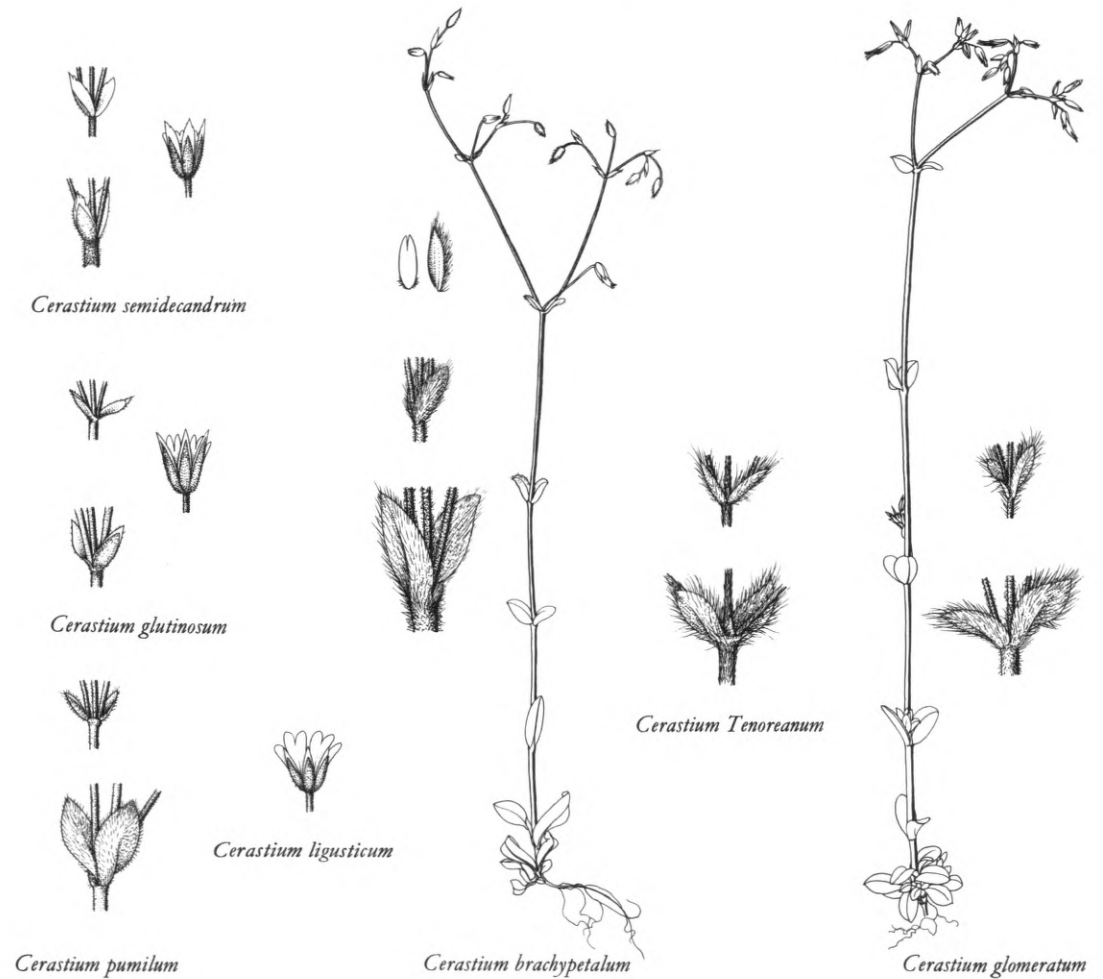 Cerastium semidecandrum
Cerastium glutinosum
Cerastium Tenoreanum
Cerastium ligusticum
Cerastium pumilum
Cerastium brachypetalum
Cerastium glomeratum